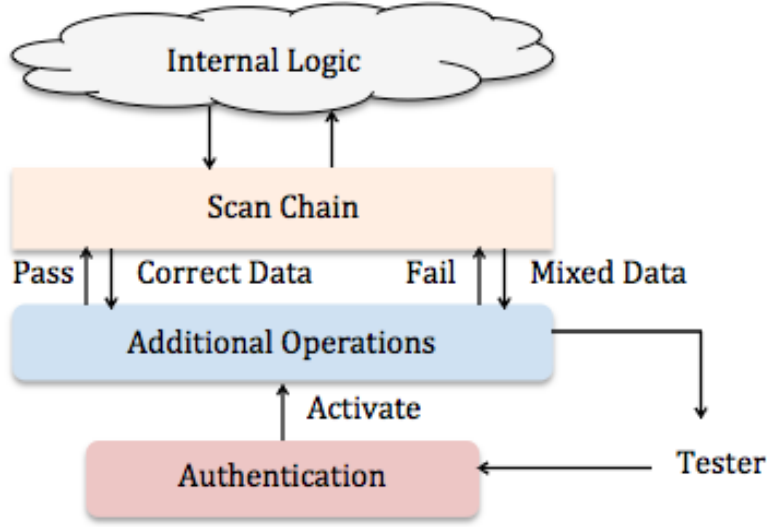 Internal Logic
Scan Chain
Pass Correct Data Fail Mixed Data
Additional Operations
Activate
Tester
Authentication